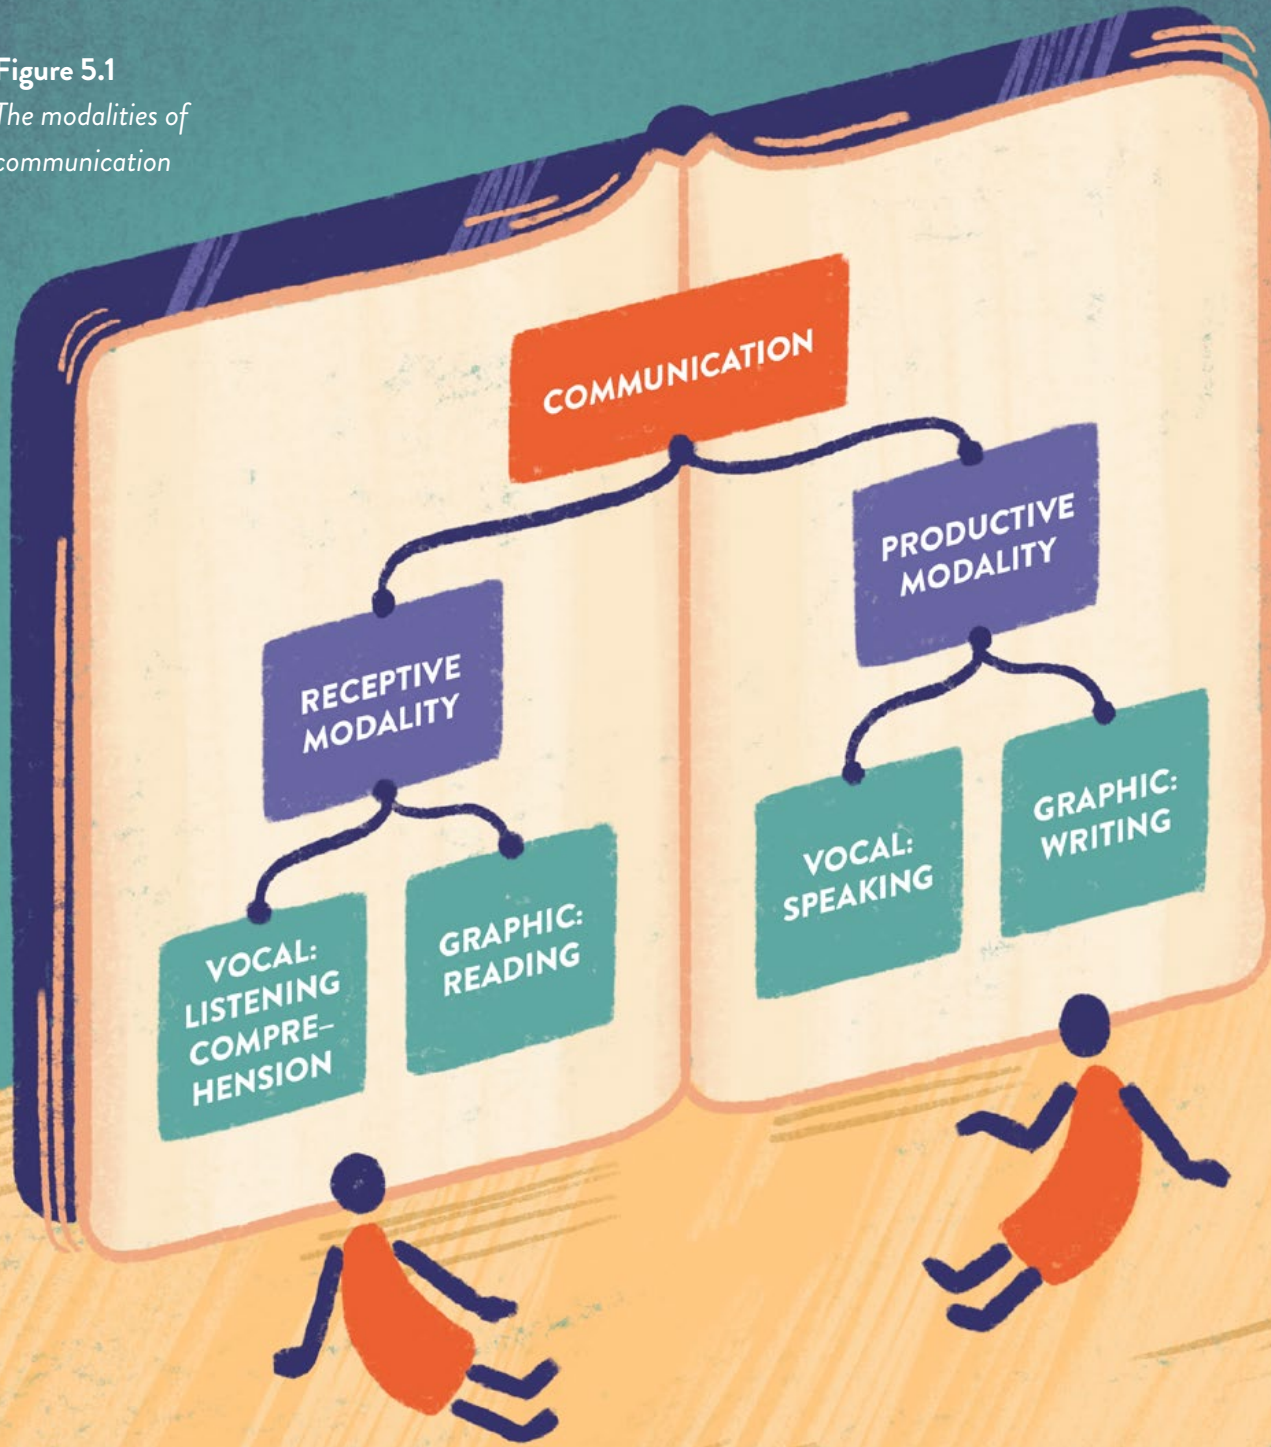 Figure 5.1
The modalities of
communication
COMMUNICATION
RECEPTIVE
MODALITY
VOCAL:
LISTENING
COMPRE–
HENSION
GRAPHIC:
READING
PRODUCTIVE
MODALITY
VOCAL:
SPEAKING
GRAPHIC:
WRITING